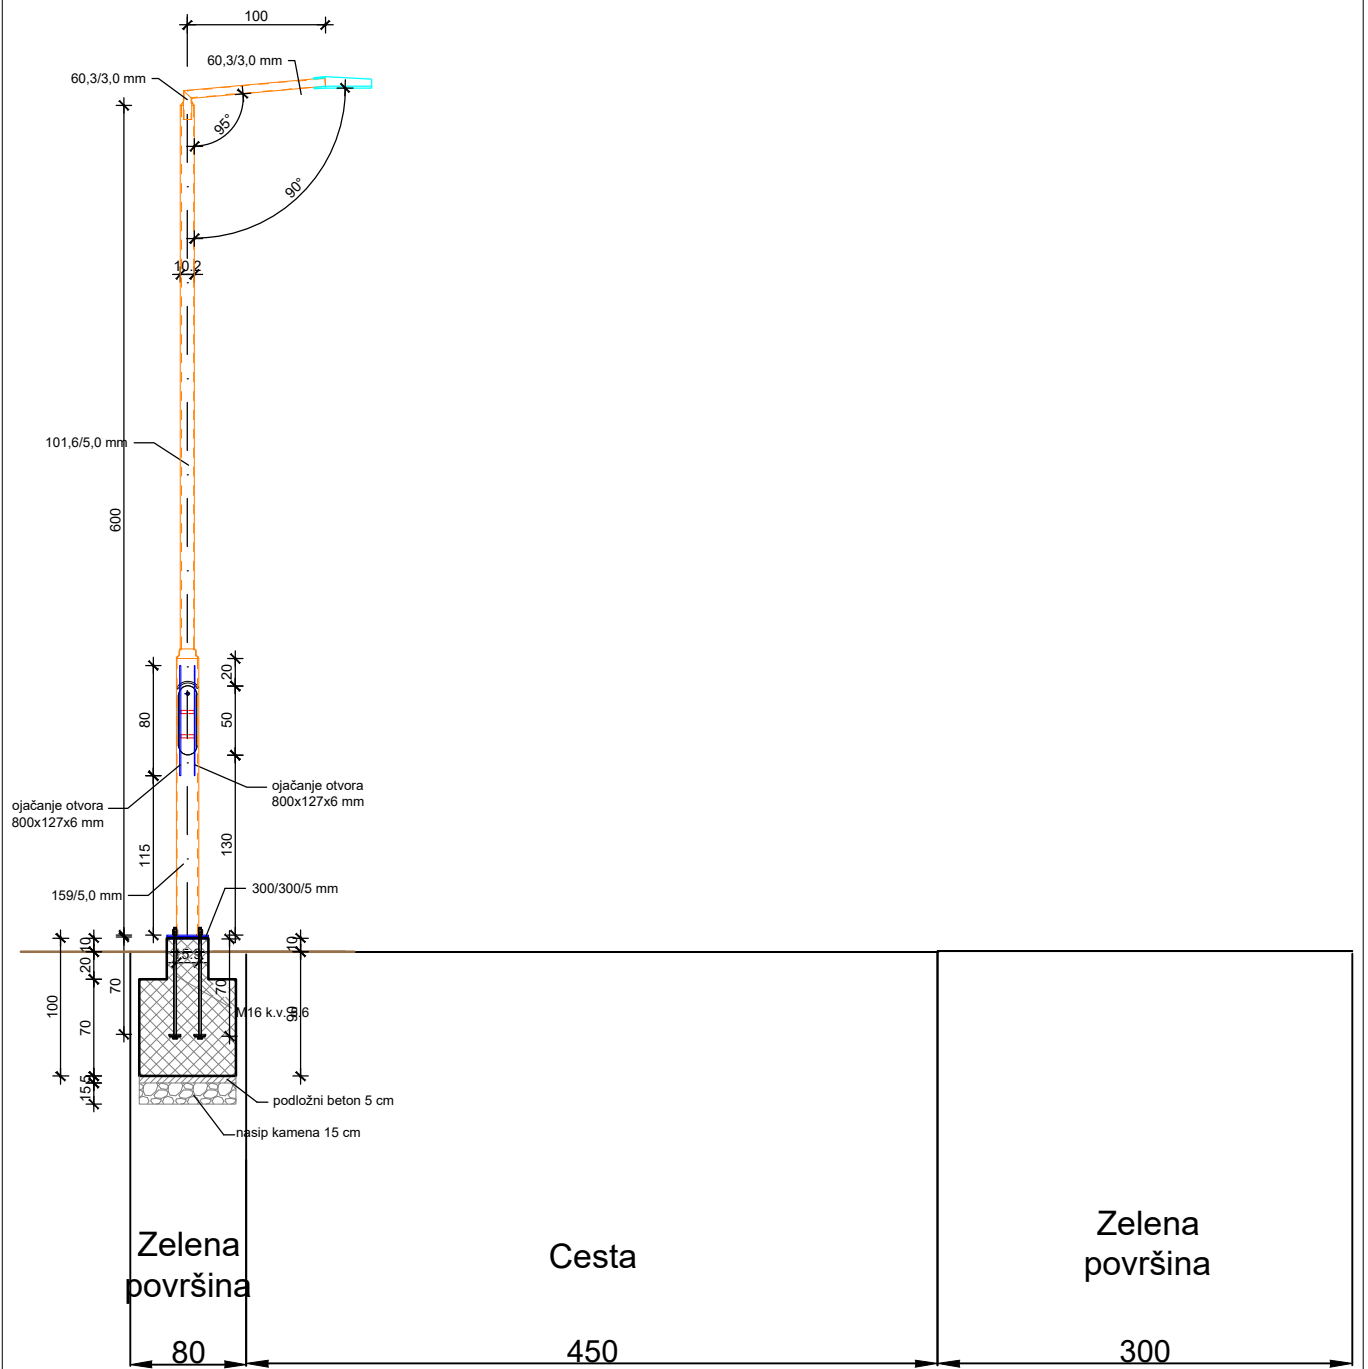 100
60,3/3,0 mm
60,3/3,0 mm
95°
90°
10.2
101,6/5,0 mm
600
20
80
50
ojačanje otvora
800x127x6 mm
ojačanje otvora
800x127x6 mm
115
130
159/5,0 mm
300/300/5 mm
10
10
20
70
70
100
70
M16 k.v.
90
15
5
podložni beton 5 cm
nasip kamena 15 cm
Zelena
površina
Cesta
Zelena
površina
80
450
300